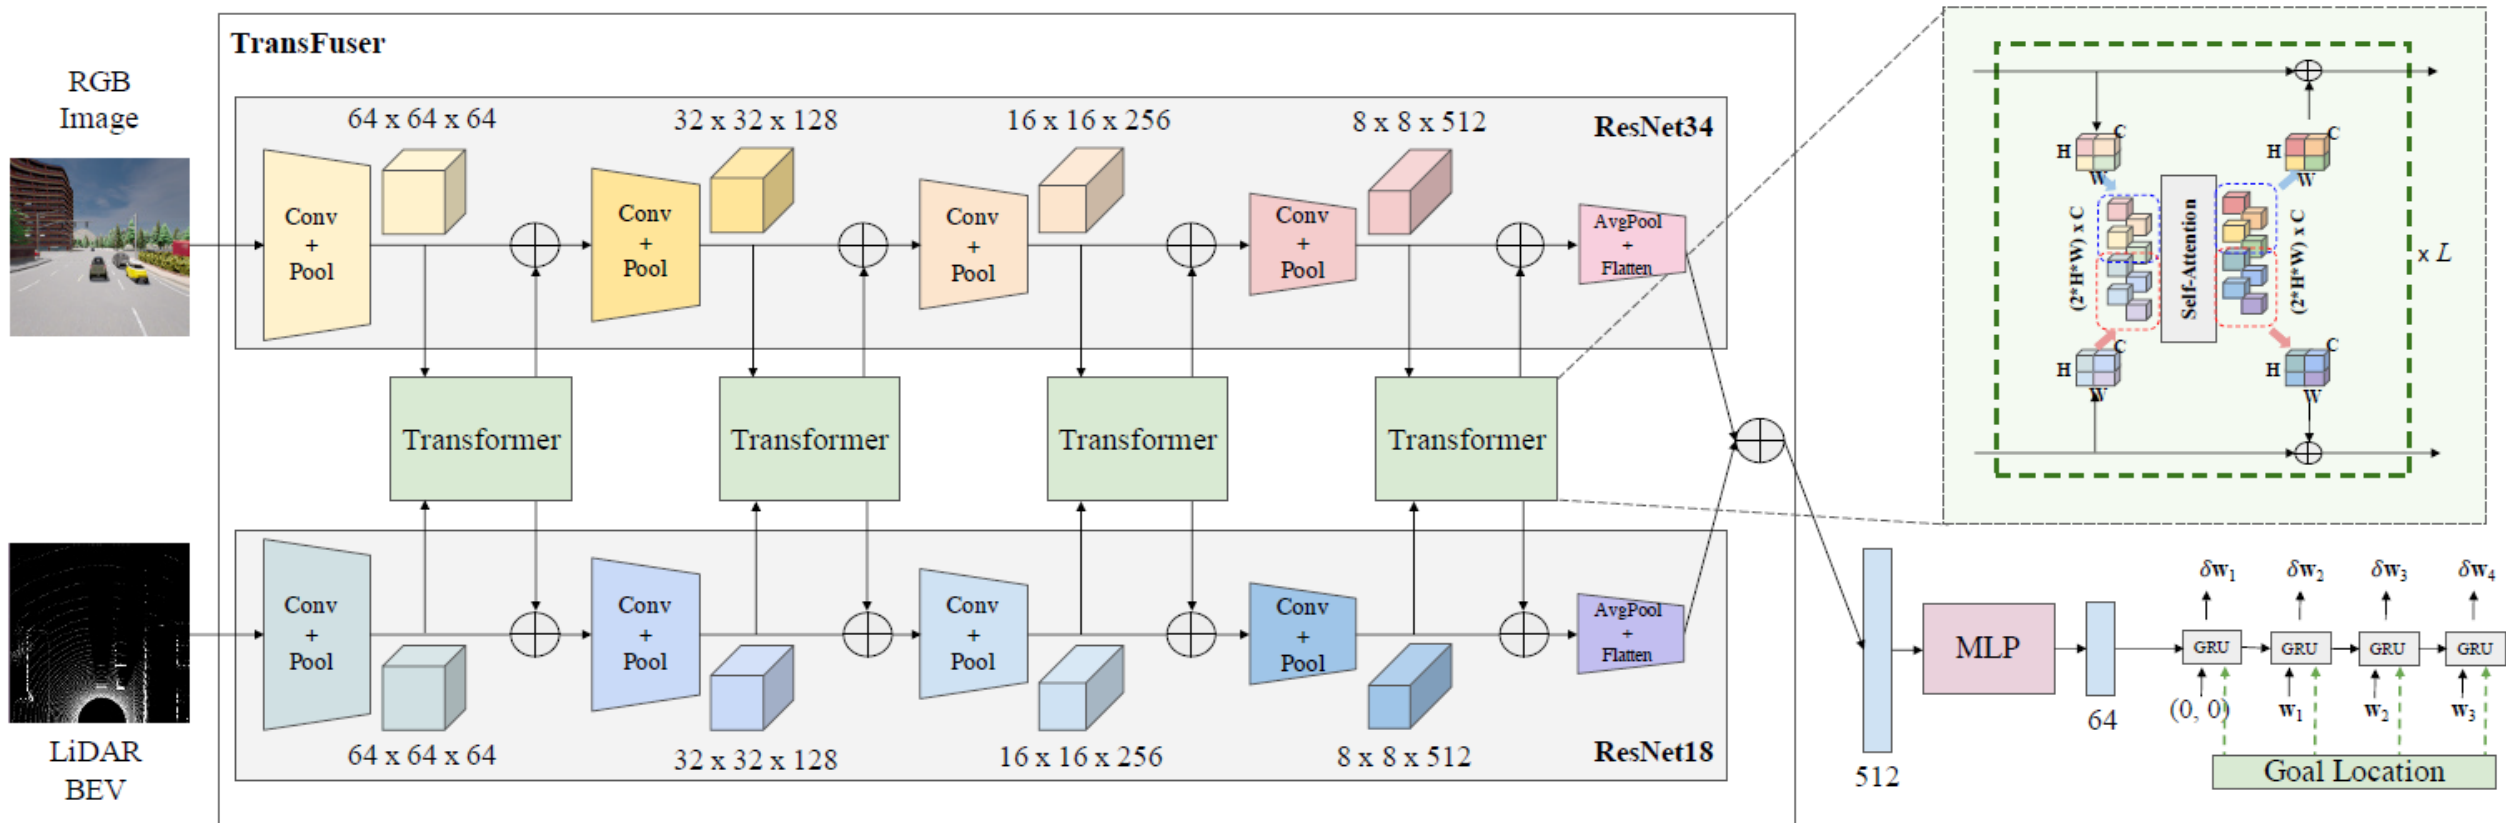 TransFuser
RGB
Image
64 x 64 x 64
32 x 32 x 128
16 x 16 x 256
8 x 8 x 512
ResNet34
Conv
+
Pool
Conv
+
Pool
Conv
+
Pool
Conv
+
Pool
AvgPool
+
Flatten
Transformer
Transformer
Transformer
Transformer
Conv
+
Pool
Conv
+
Pool
Conv
+
Pool
Conv
+
Pool
AvgPool
+
Flatten
LiDAR
BEV
64 x 64 x 64
32 x 32 x 128
16 x 16 x 256
8 x 8 x 512
ResNet18
C
H
W
(2*H*W) x C
C
H
W
Self-Attention
C
H
W
(2*H*W) x C
C
H
W
x L
512
MLP
64
δw₁
δw₂
δw₃
δw₄
GRU
GRU
GRU
GRU
(0, 0)
w₁
w₂
w₃
Goal Location